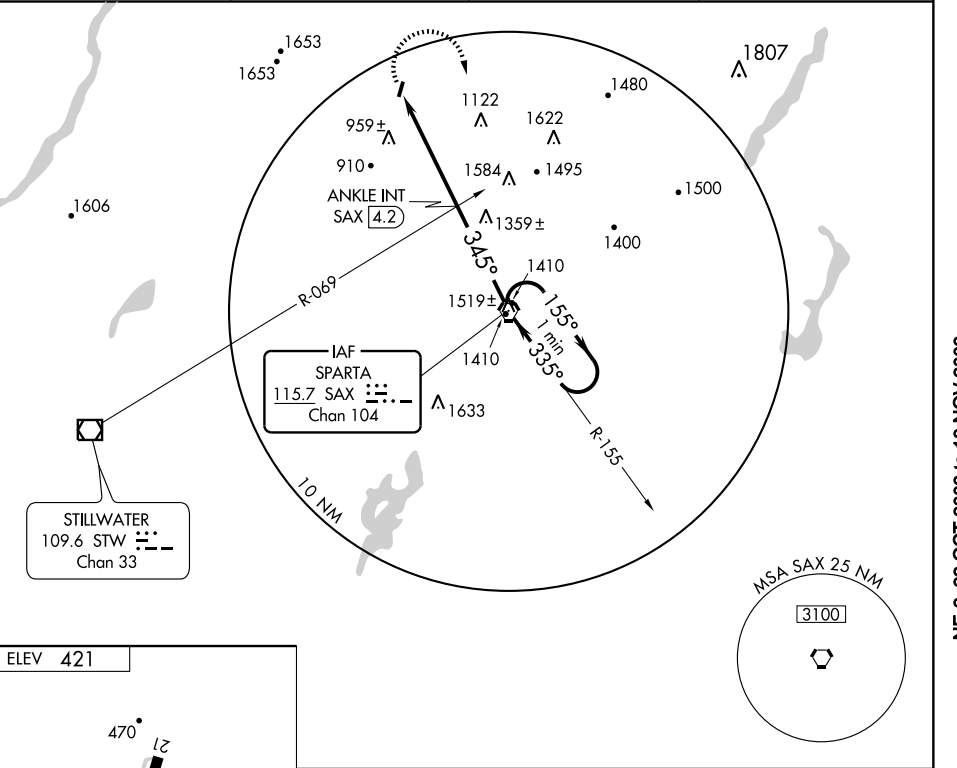 1653
1653
1807
1480
1122
959±
1622
910
1584
1495
ANKLE INT
SAX 4.2
1500
1606
1359±
1400
345°
1410
R-069
1519±
155°
1 min
335°
1410
IAF
SPARTA
115.7 SAX
Chan 104
1633
R-155
10 NM
STILLWATER
109.6 STW
Chan 33
MSA SAX 25 NM
3100
ELEV 421
470
21